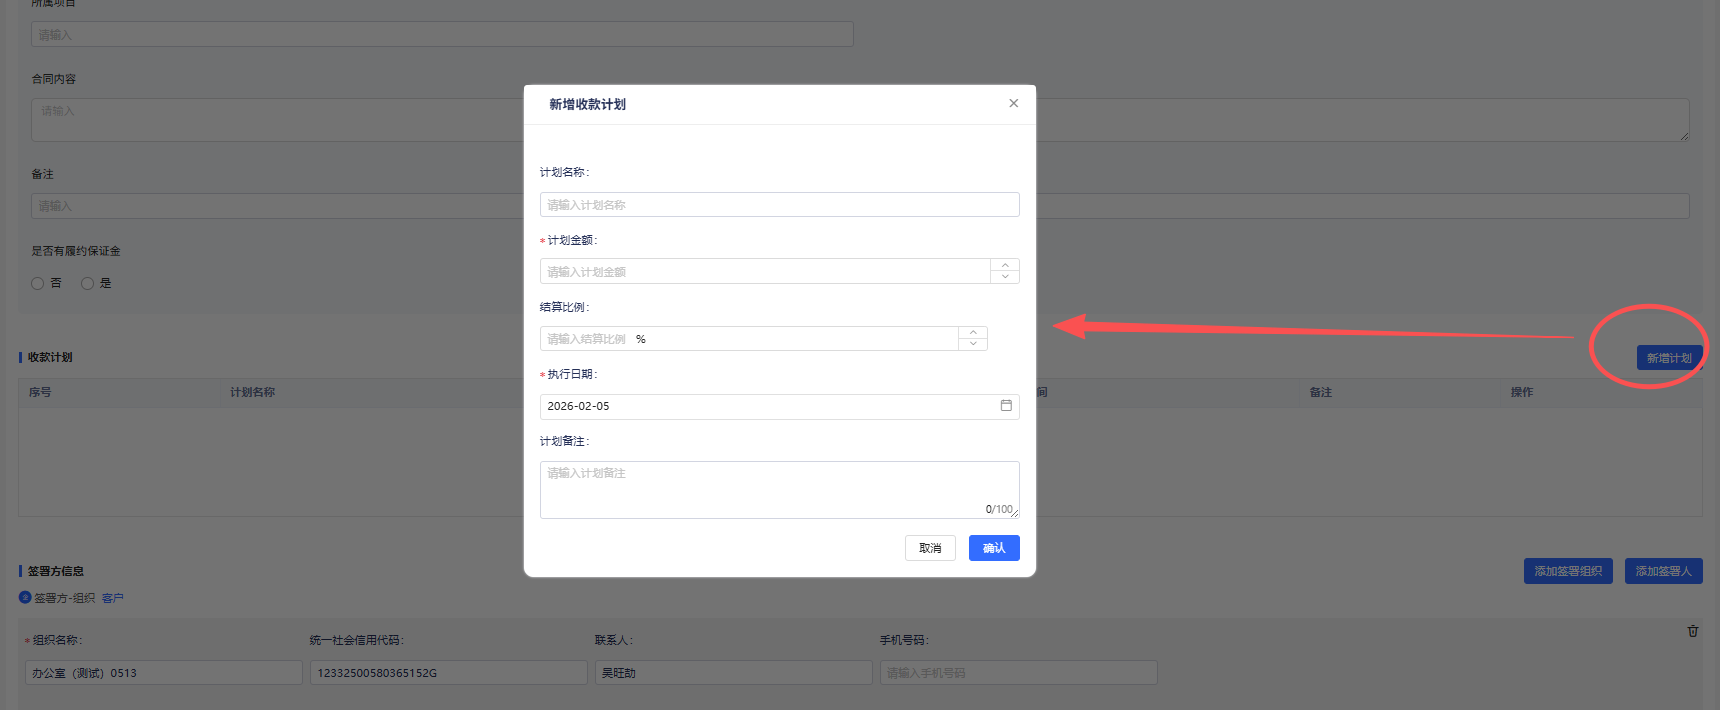 所属项目
请输入
合同内容
请输入
备注
请输入
是否有履约保证金
否 是
收款计划
新增计划
序号 计划名称 间 备注 操作
新增收款计划
计划名称:
请输入计划名称
* 计划金额:
请输入计划金额
结算比例:
请输入结算比例 %
* 执行日期:
2026-02-05
计划备注:
请输入计划备注
0/100
取消 确认
签署方信息
添加签署组织 添加签署人
企 签署方-组织 客户
* 组织名称: 统一社会信用代码: 联系人: 手机号码:
办公室（测试）0513 12332500580365152G 吴旺劼 请输入手机号码